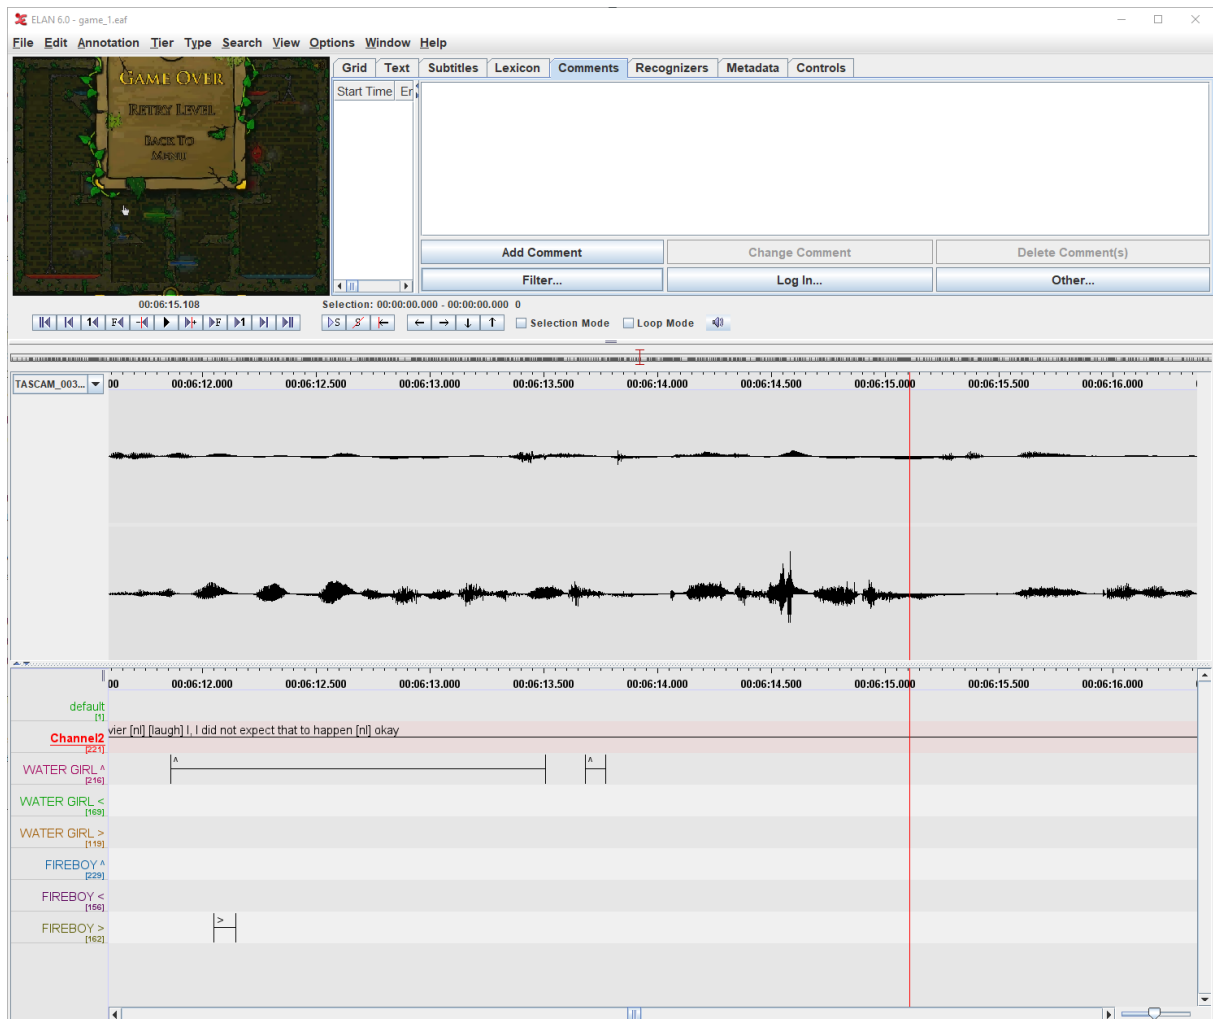 ELAN 6.0 - game_1.eaf
File Edit Annotation Tier Type Search View Options Window Help
GAME OVER
RETRY LEVEL
BACK TO
MENU
Grid Text Subtitles Lexicon Comments Recognizers Metadata Controls
Start Time Er
Add Comment Change Comment Delete Comment(s)
Filter... Log In... Other...
00:06:15.108 Selection: 00:00:00.000 - 00:00:00.000 0
Selection Mode Loop Mode
TASCAM_003... 00 00:06:12.000 00:06:12.500 00:06:13.000 00:06:13.500 00:06:14.000 00:06:14.500 00:06:15.000 00:06:15.500 00:06:16.000
00 00:06:12.000 00:06:12.500 00:06:13.000 00:06:13.500 00:06:14.000 00:06:14.500 00:06:15.000 00:06:15.500 00:06:16.000
default
[1]
vier [nl] [laugh] I, I did not expect that to happen [nl] okay
Channel2
[221]
WATER GIRL ^ ^ ^
[216]
WATER GIRL <
[169]
WATER GIRL >
[119]
FIREBOY ^
[229]
FIREBOY <
[156]
FIREBOY > >
[162]